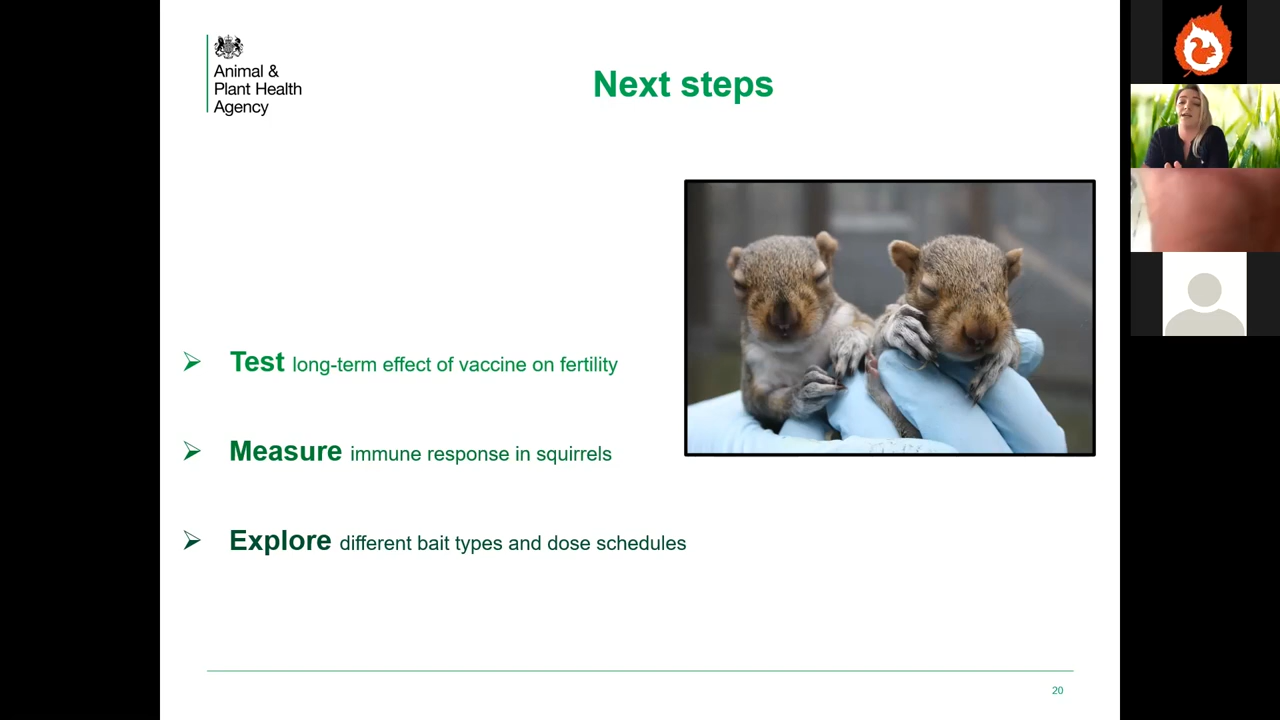 Animal &
Plant Health
Agency
Next steps
Test long-term effect of vaccine on fertility
Measure immune response in squirrels
Explore different bait types and dose schedules
20